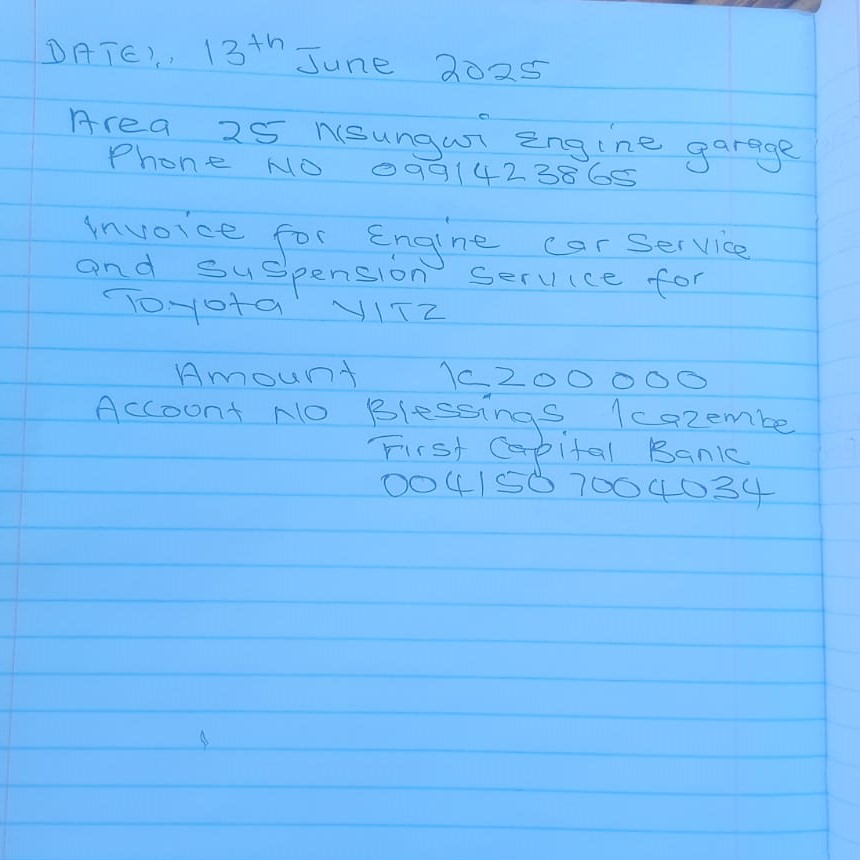 DATE:, 13th June 2025
Area 25 Nsungwi Engine garage
Phone NO 0991423865
Invoice for Engine car Service
and suspension service for
Toyota VITZ
Amount K200000
Account NO Blessings Kazembe
First Capital Bank
0041507004034